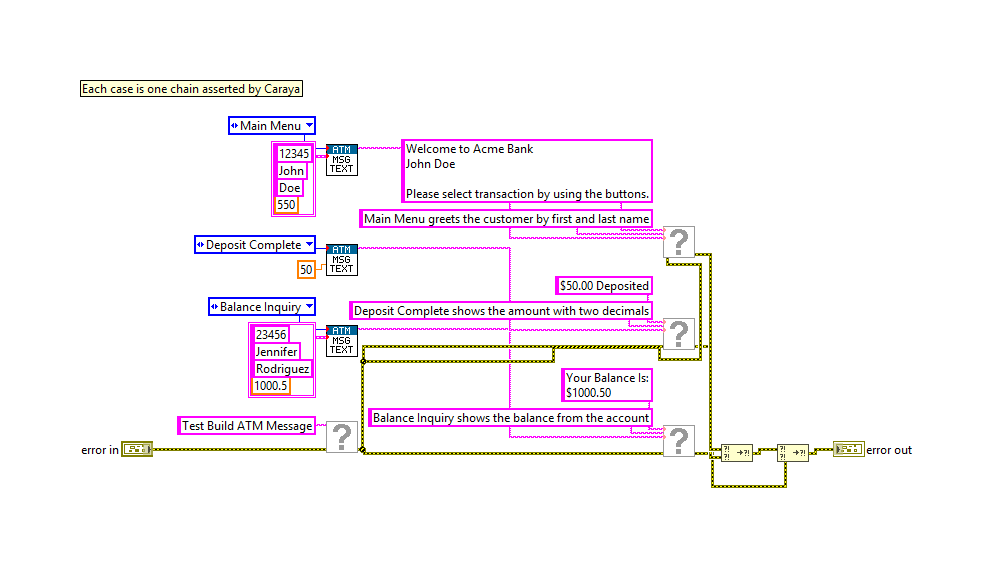 Each case is one chain asserted by Caraya
Main Menu
12345
John
Doe
550
ATM
MSG
TEXT
Welcome to Acme Bank
John Doe
Please select transaction by using the buttons.
Main Menu greets the customer by first and last name
?
Deposit Complete
50
ATM
MSG
TEXT
$50.00 Deposited
Deposit Complete shows the amount with two decimals
?
Balance Inquiry
23456
Jennifer
Rodriguez
1000.5
ATM
MSG
TEXT
Your Balance Is:
$1000.50
Balance Inquiry shows the balance from the account
?
Test Build ATM Message
?
error in
?!
?!
?!
?!
?!
?!
error out